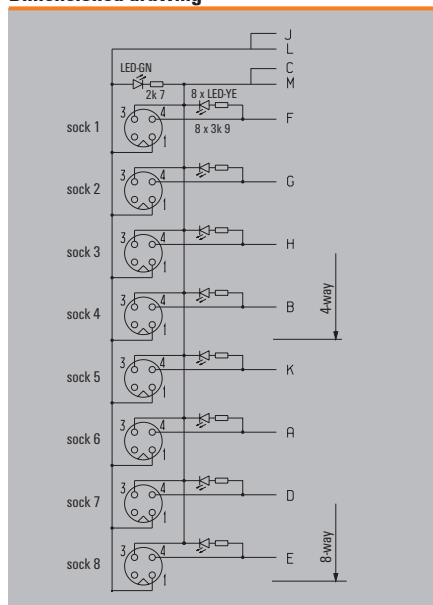 Dimensioned drawing
J
L
LED-GN
C
2k 7
8 x LED-YE
M
3 4
F
sock 1
8 x 3k 9
1
3 4
G
sock 2
1
3 4
H
sock 3
1
3 4
B
4-way
sock 4
1
3 4
K
sock 5
1
3 4
A
sock 6
1
3 4
D
sock 7
1
3 4
E
8-way
sock 8
1